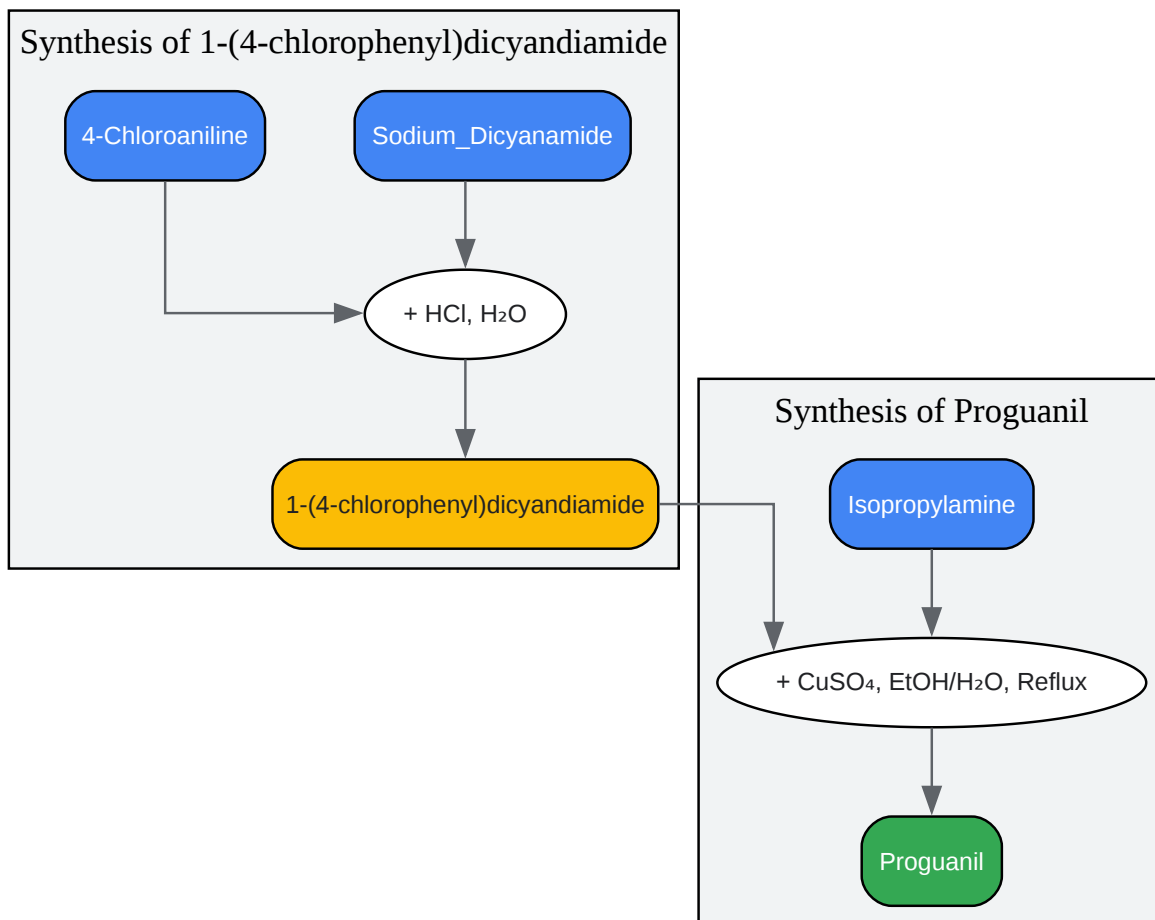 Synthesis of 1-(4-chlorophenyl)dicyandiamide
4-Chloroaniline
Sodium_Dicyanamide
+ HCl, H₂O
1-(4-chlorophenyl)dicyandiamide
Synthesis of Proguanil
Isopropylamine
+ CuSO₄, EtOH/H₂O, Reflux
Proguanil